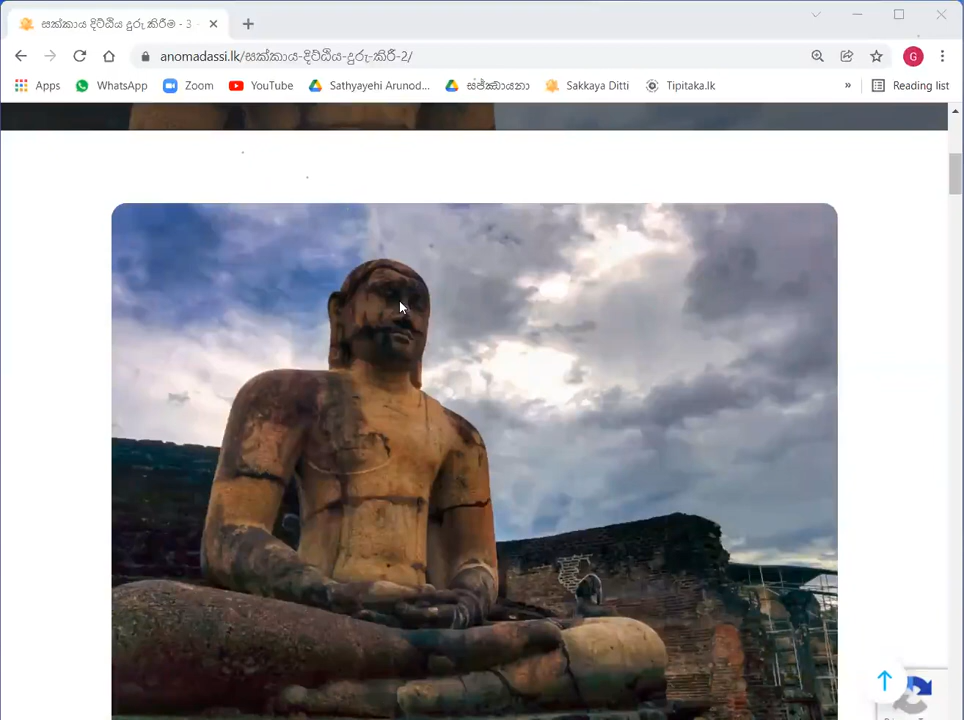 සක්කාය දිට්ඨිය දුරු කිරීම - 3 -
anomadassi.lk/සක්කාය-දිට්ඨිය-දුරු-කිරී-2/
Apps WhatsApp Zoom YouTube Sathyayehi Arunod... ස්ජ්ඣායනා Sakkaya Ditti Tipitaka.lk » Reading list
G